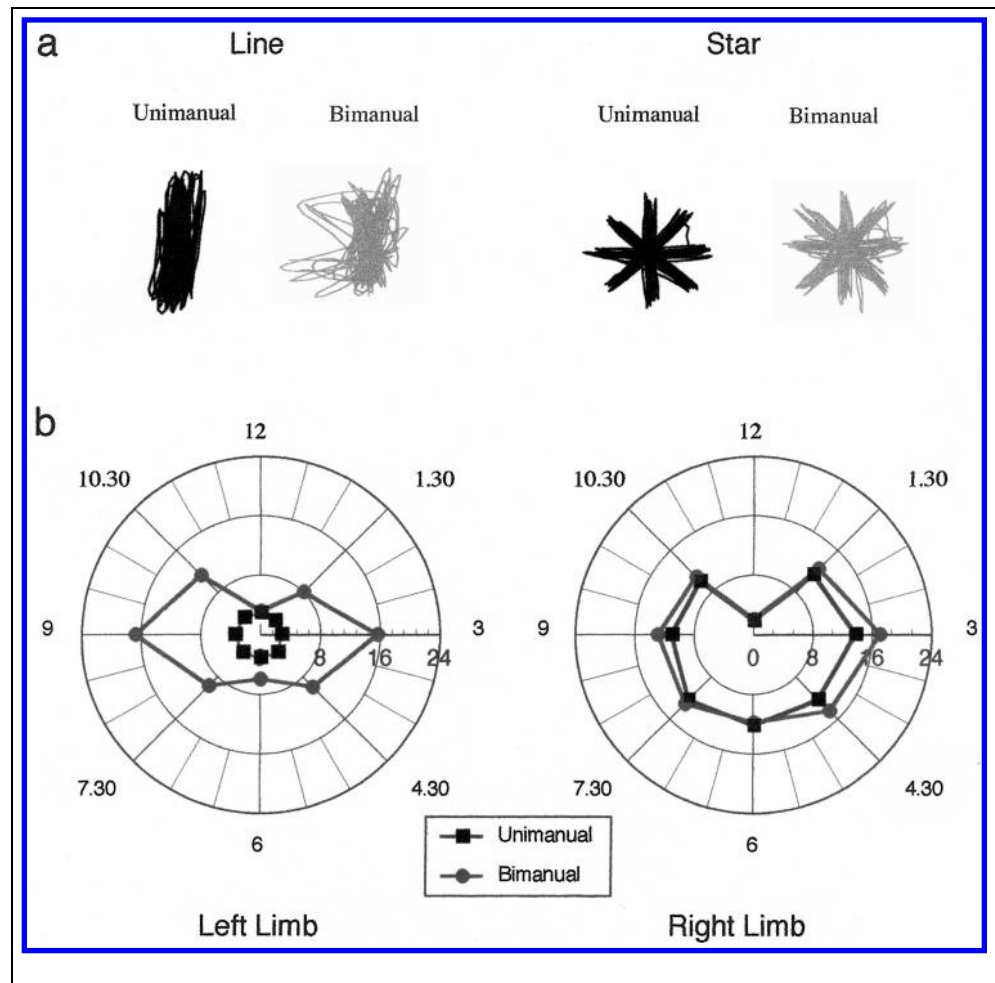 a
Line
Star
Unimanual
Bimanual
Unimanual
Bimanual
b
12
12
10.30
1.30
10.30
1.30
9
3
9
3
8
16
24
0
8
16
24
7.30
4.30
7.30
4.30
6
6
Unimanual
Bimanual
Left Limb
Right Limb